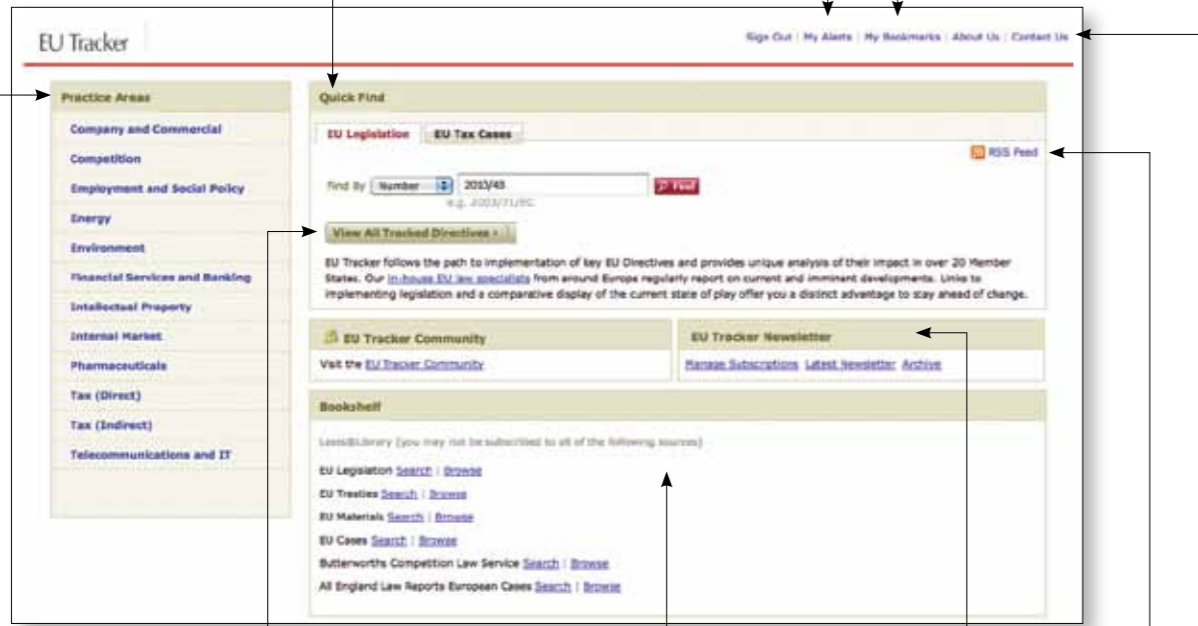 EU Tracker
Sign Out | My Alerts | My Bookmarks | About Us | Contact Us
Practice Areas
Company and Commercial
Competition
Employment and Social Policy
Energy
Environment
Financial Services and Banking
Intellectual Property
Internal Market
Pharmaceuticals
Tax (Direct)
Tax (Indirect)
Telecommunications and IT
Quick Find
EU Legislation EU Tax Cases
RSS Feed
Find By Number 2010/45 Find
e.g. 2003/71/EC
View All Tracked Directives ›
EU Tracker follows the path to implementation of key EU Directives and provides unique analysis of their impact in over 20 Member
States. Our in-house EU law specialists from around Europe regularly report on current and imminent developments. Links to
implementing legislation and a comparative display of the current state of play offer you a distinct advantage to stay ahead of change.
EU Tracker Community
Visit the EU Tracker Community
EU Tracker Newsletter
Manage Subscriptions Latest Newsletter Archive
Bookshelf
Lexis®Library (you may not be subscribed to all of the following sources)
EU Legislation Search | Browse
EU Treaties Search | Browse
EU Materials Search | Browse
EU Cases Search | Browse
Butterworths Competition Law Service Search | Browse
All England Law Reports European Cases Search | Browse